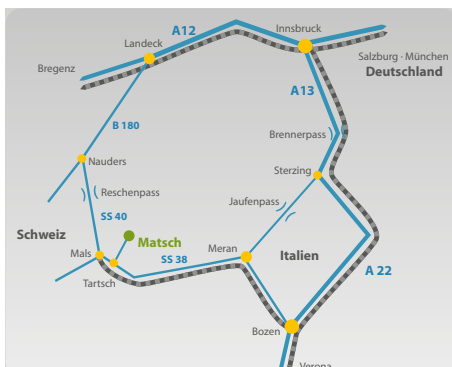 A12
Innsbruck
Landeck
Salzburg · München
Deutschland
Bregenz
A13
B 180
Brennerpass
Nauders
Sterzing
Reschenpass
Jaufenpass
SS 40
Schweiz
Matsch
Mals
Meran
Italien
SS 38
Tartsch
A 22
Bozen
Verona